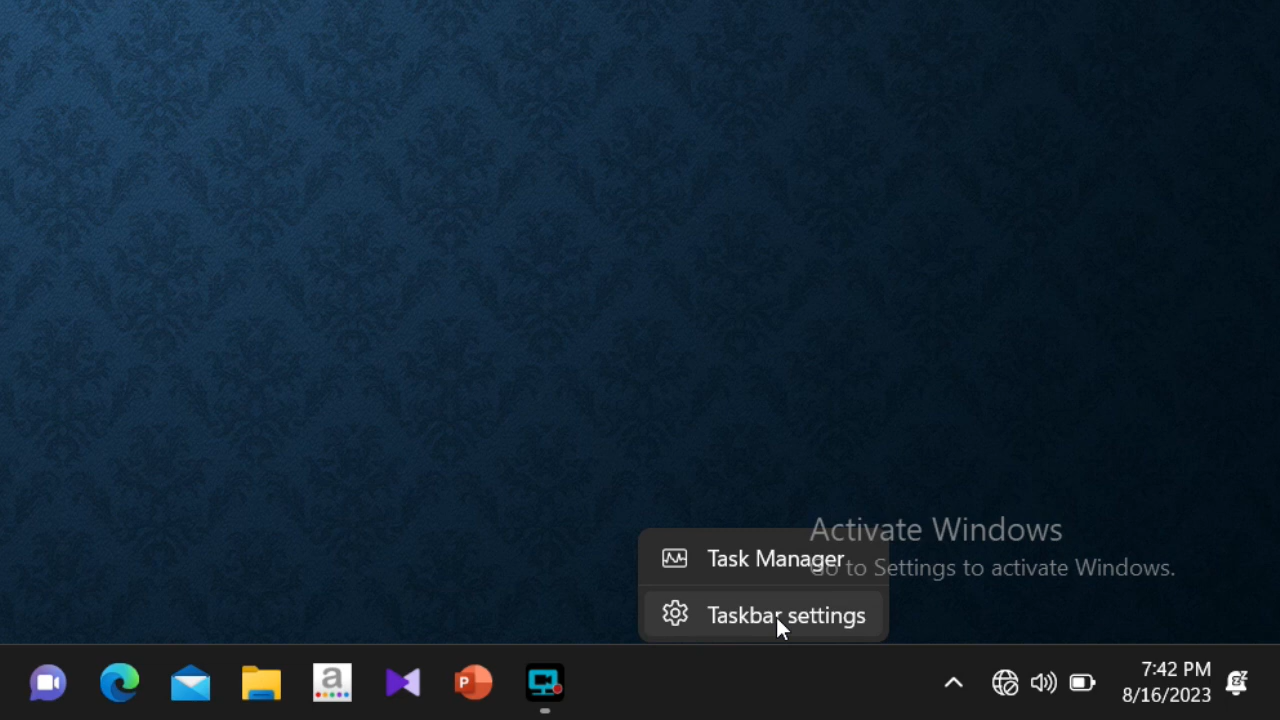 Activate Windows
Go to Settings to activate Windows.
Task Manager
Taskbar settings
a
P
7:42 PM
8/16/2023